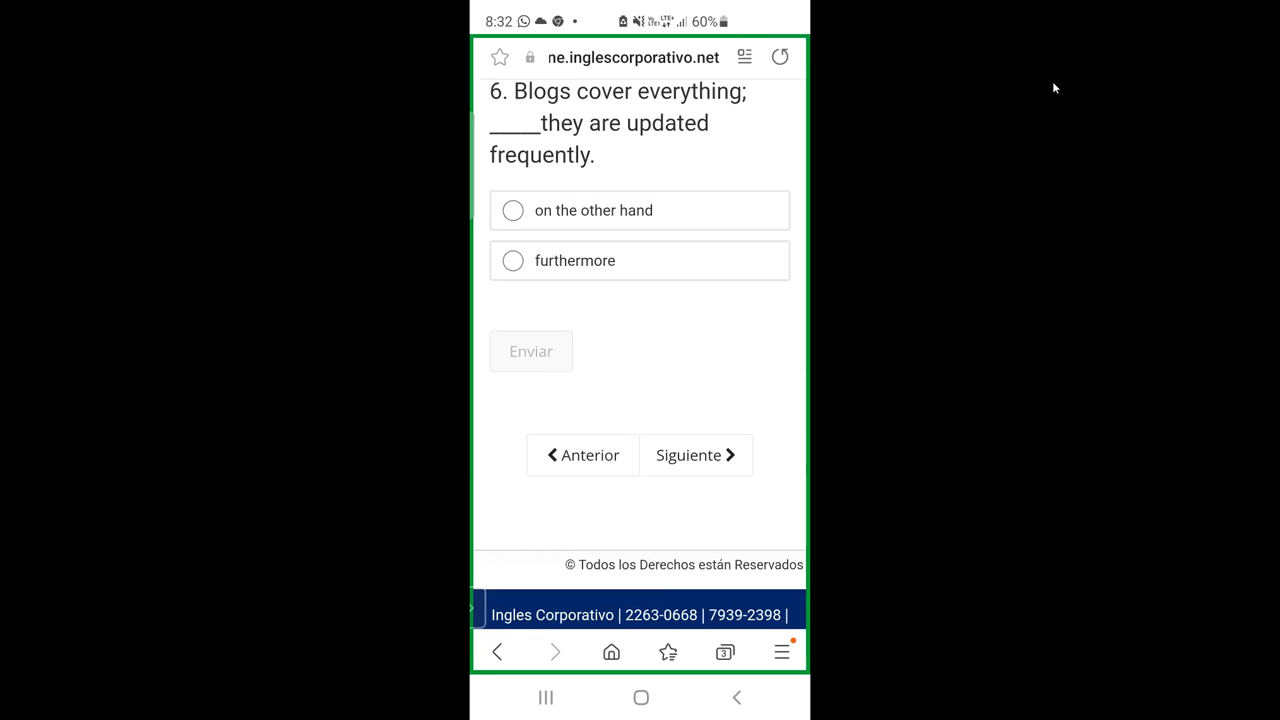 8:32 60%
ne.inglescorporativo.net
6. Blogs cover everything;
_____they are updated
frequently.
on the other hand
furthermore
Enviar
Anterior Siguiente
© Todos los Derechos están Reservados
Ingles Corporativo | 2263-0668 | 7939-2398 |
3